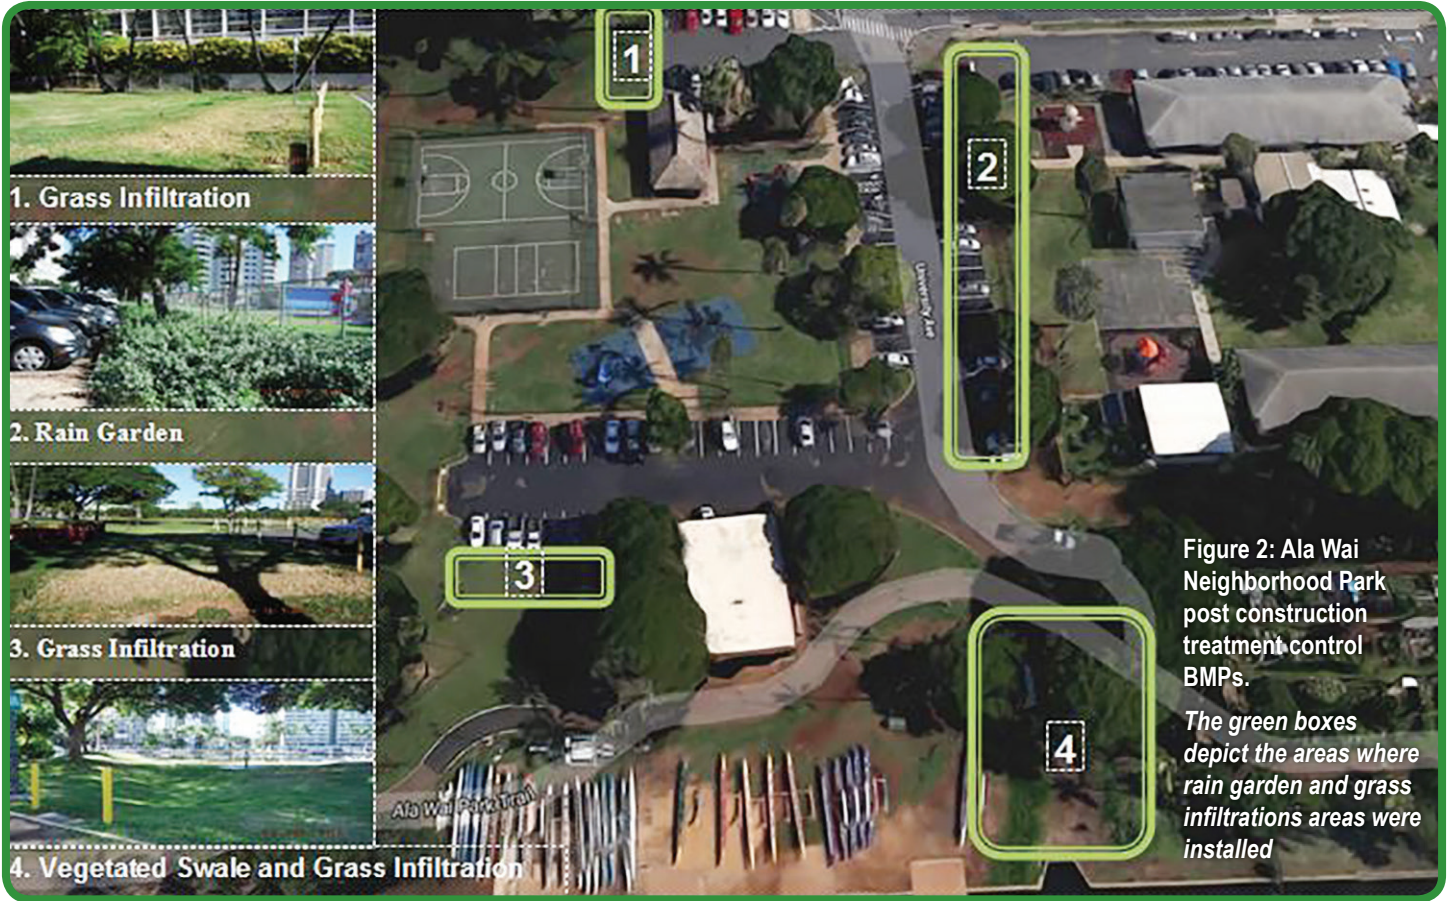 1. Grass Infiltration
2. Rain Garden
3. Grass Infiltration
4. Vegetated Swale and Grass Infiltration
1
2
3
4
University Ave
Ala Wai Park Trail
Figure 2: Ala Wai
Neighborhood Park
post construction
treatment control
BMPs.
The green boxes
depict the areas where
rain garden and grass
infiltrations areas were
installed